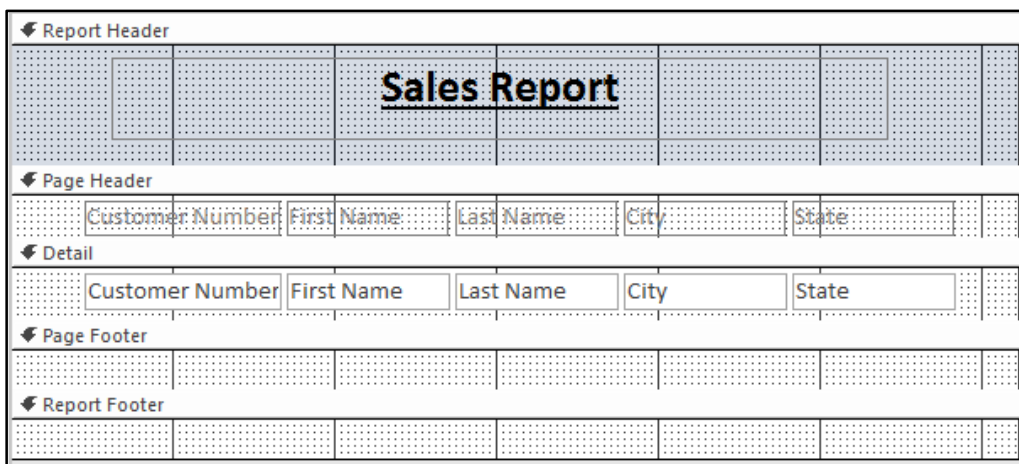 Report Header
Sales Report
Page Header
Customer Number First Name Last Name City State
Detail
Customer Number First Name Last Name City State
Page Footer
Report Footer